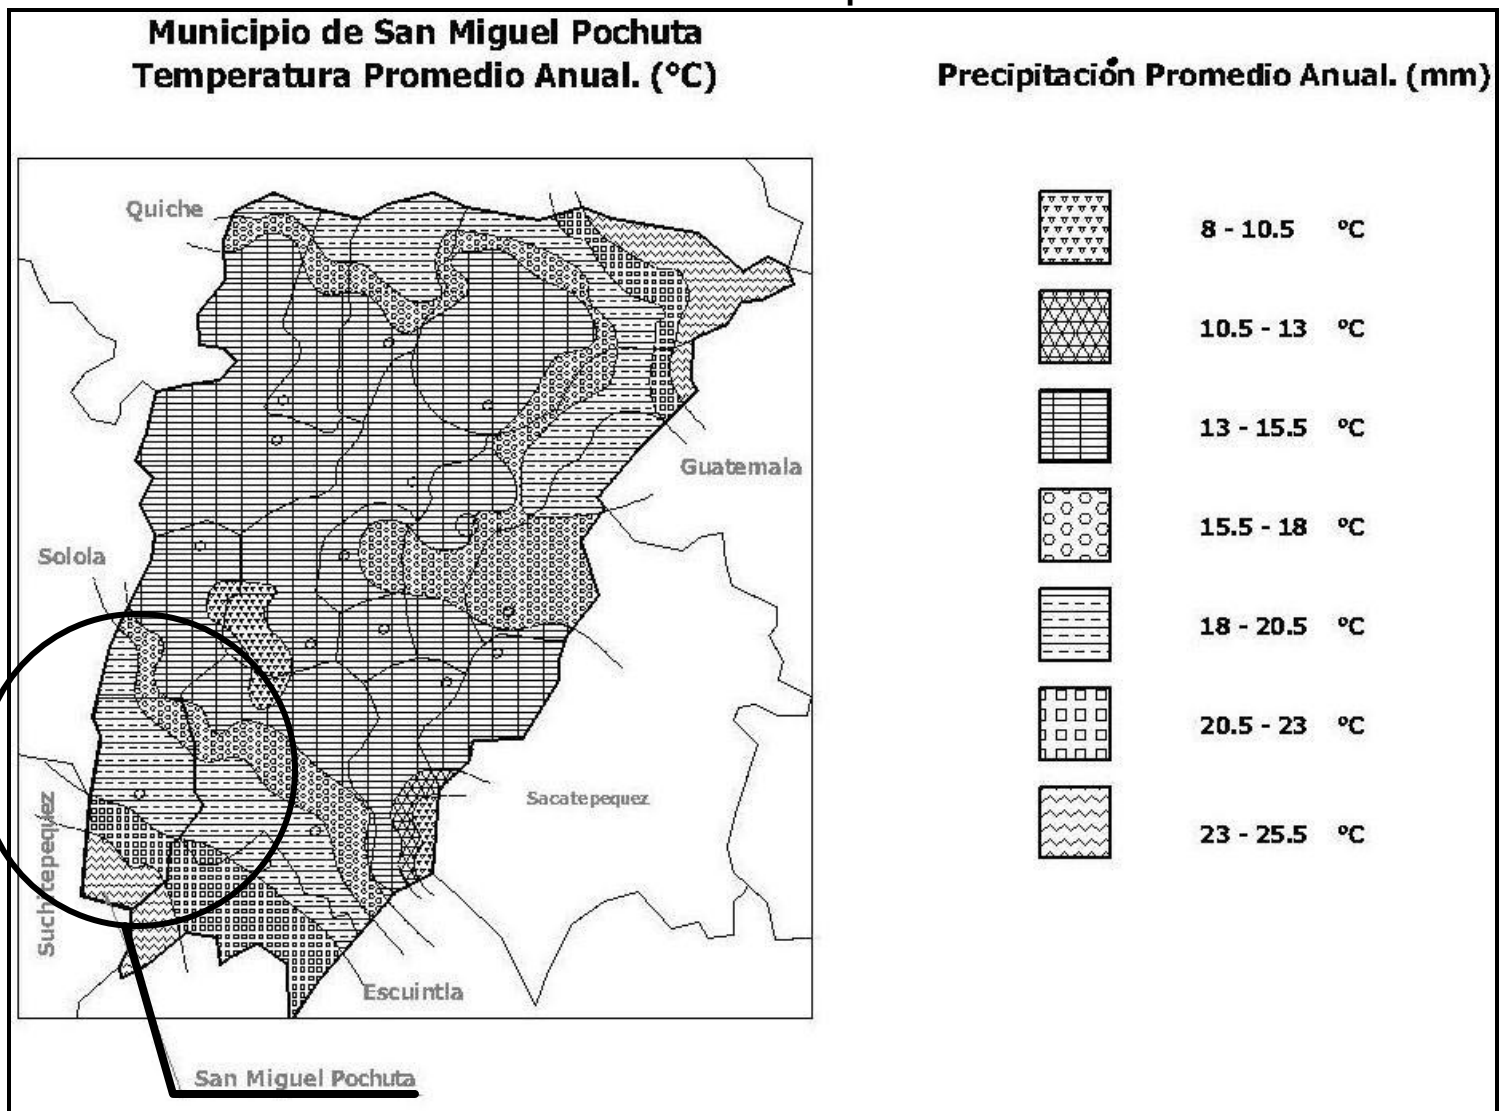 Municipio de San Miguel Pochuta
Temperatura Promedio Anual. (°C)
Precipitación Promedio Anual. (mm)
Quiche
Guatemala
Solola
Suchitepequez
Sacatepequez
Escuintla
San Miguel Pochuta
8 - 10.5 °C
10.5 - 13 °C
13 - 15.5 °C
15.5 - 18 °C
18 - 20.5 °C
20.5 - 23 °C
23 - 25.5 °C